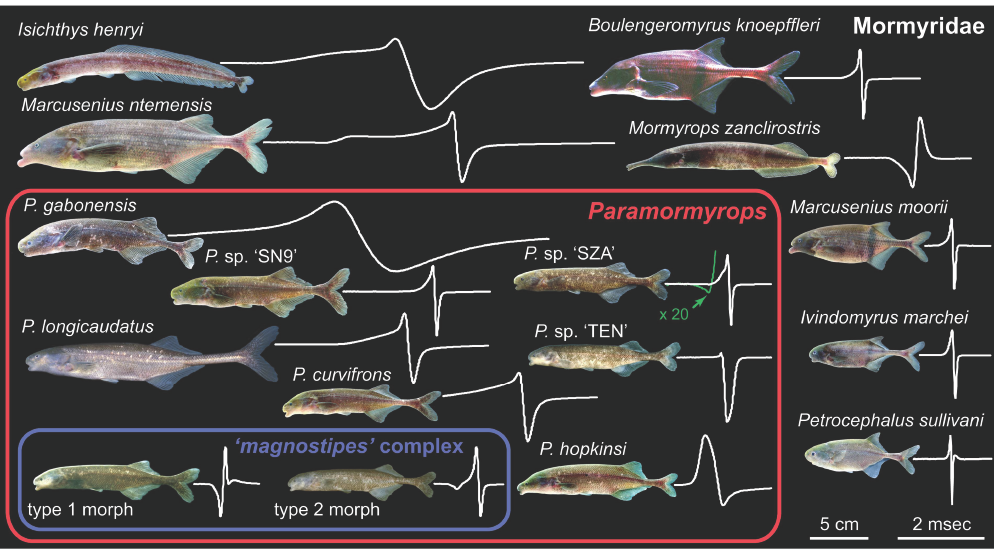 Isichthys henryi
Boulengeromyrus knoepffleri
Mormyridae
Marcusenius ntemensis
Mormyrops zanclirostris
P. gabonensis
Paramormyrops
Marcusenius moorii
P. sp. ‘SN9’
P. sp. ‘SZA’
x 20
P. longicaudatus
P. sp. ‘TEN’
Ivindomyrus marchei
P. curvifrons
Petrocephalus sullivani
‘magnostipes’ complex
P. hopkinsi
type 1 morph
type 2 morph
5 cm
2 msec